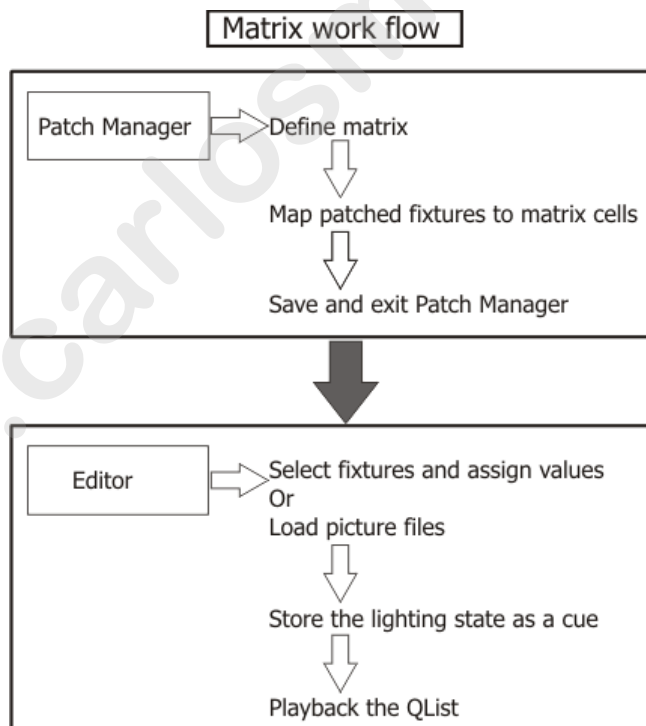 Matrix work flow
Patch Manager
Define matrix
Map patched fixtures to matrix cells
Save and exit Patch Manager
Editor
Select fixtures and assign values
Or
Load picture files
Store the lighting state as a cue
Playback the QList
.carlosm